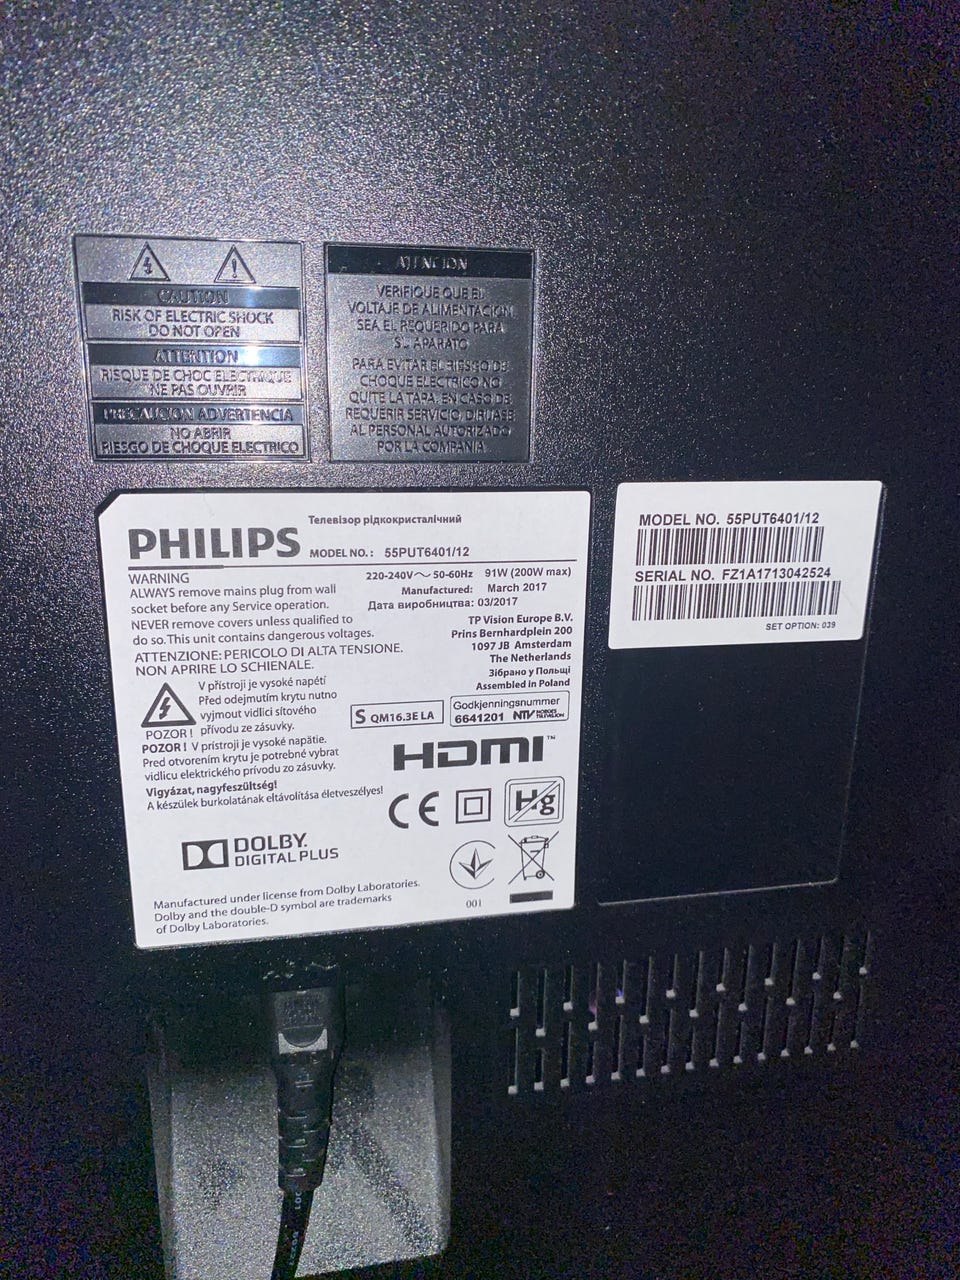 CAUTION
RISK OF ELECTRIC SHOCK
DO NOT OPEN
ATTENTION
RISQUE DE CHOC ELECTRIQUE
NE PAS OUVRIR
PRECAUCION ADVERTENCIA
NO ABRIR
RIESGO DE CHOQUE ELECTRICO
ATENCION
VERIFIQUE QUE EL
VOLTAJE DE ALIMENTACION
SEA EL REQUERIDO PARA
SU APARATO
PARA EVITAR EL RIESGO DE
CHOQUE ELECTRICO NO
QUITE LA TAPA, EN CASO DE
REQUERIR SERVICIO, DIRIJASE
AL PERSONAL AUTORIZADO
POR LA COMPANIA
Телевізор рідкокристалічний
PHILIPS MODEL NO.: 55PUT6401/12
WARNING
ALWAYS remove mains plug from wall
socket before any Service operation.
NEVER remove covers unless qualified to
do so. This unit contains dangerous voltages.
ATTENZIONE: PERICOLO DI ALTA TENSIONE.
NON APRIRE LO SCHIENALE.
220-240V～ 50-60Hz 91W (200W max)
Manufactured: March 2017
Дата виробництва: 03/2017
TP Vision Europe B.V.
Prins Bernhardplein 200
1097 JB Amsterdam
The Netherlands
Зібрано у Польщі
Assembled in Poland
V přístroji je vysoké napětí
Před odejmutím krytu nutno
vyjmout vidlici síťového
POZOR ! přívodu ze zásuvky.
POZOR ! V prístroji je vysoké napätie.
Pred otvorením krytu je potrebné vybrat
vidlicu elektrického prívodu zo zásuvky.
Vigyázat, nagyfeszültség!
A készülek burkolatának eltávolítása életveszélyes!
S QM16.3E LA
Godkjenningsnummer
6641201 NTV NORGES TELEVISJON
HDMI™
CE
Hg
DOLBY.
DIGITAL PLUS
Manufactured under license from Dolby Laboratories.
Dolby and the double-D symbol are trademarks
of Dolby Laboratories.
001
MODEL NO. 55PUT6401/12
SERIAL NO. FZ1A1713042524
SET OPTION: 039